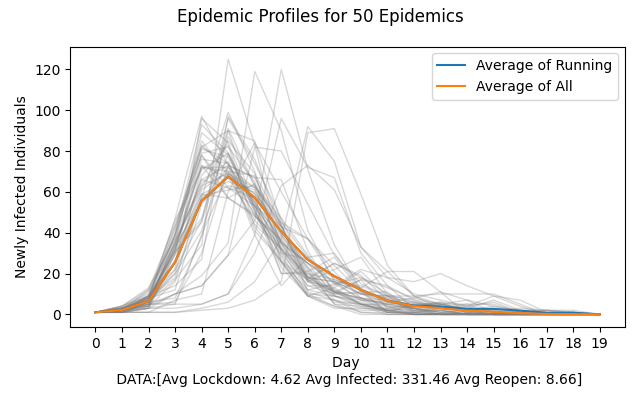 Epidemic Profiles for 50 Epidemics
Average of Running
Average of All
Newly Infected Individuals
120
100
80
60
40
20
0
0 1 2 3 4 5 6 7 8 9 10 11 12 13 14 15 16 17 18 19
Day
DATA:[Avg Lockdown: 4.62 Avg Infected: 331.46 Avg Reopen: 8.66]